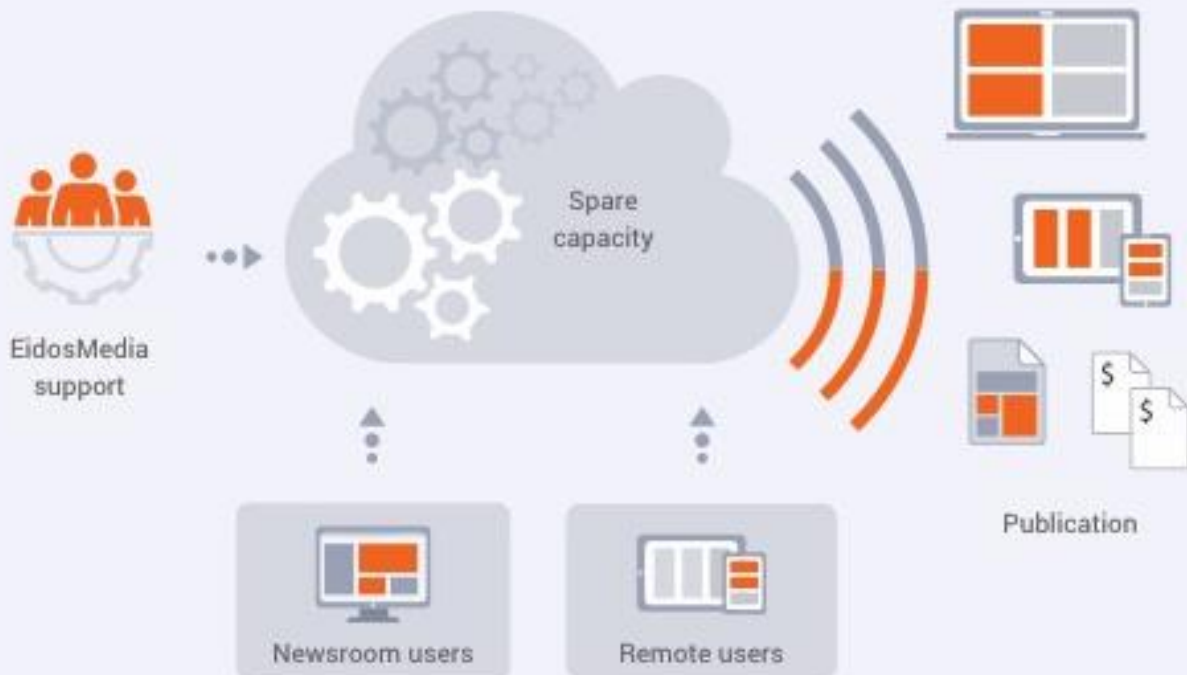 Spare
capacity
EidosMedia
support
$
$
Publication
Newsroom users
Remote users